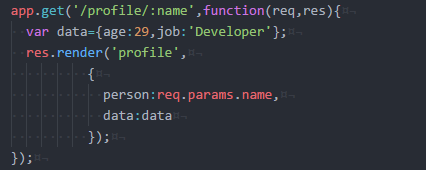 app.get('/profile/:name',function(req,res){
  var data={age:29,job:'Developer'};
  res.render('profile',
          {
            person:req.params.name,
            data:data
          });
});